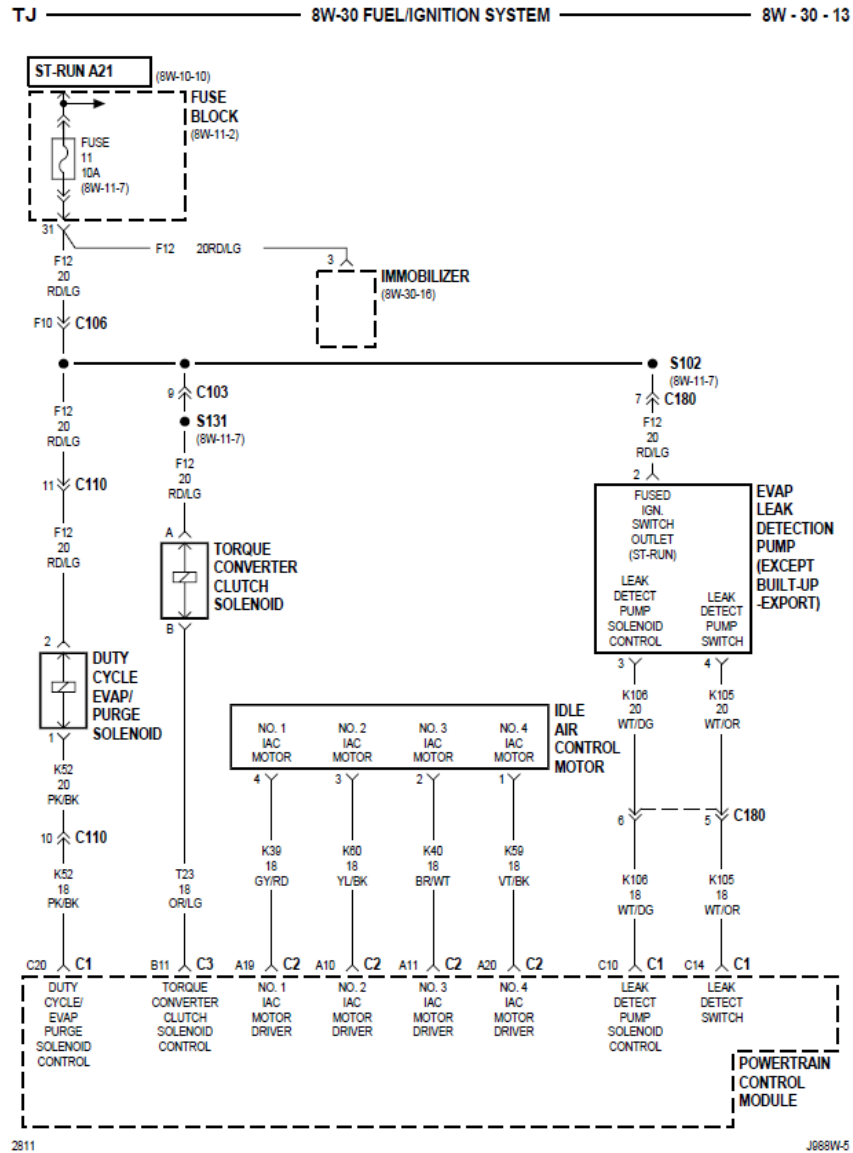 TJ 8W-30 FUEL/IGNITION SYSTEM 8W - 30 - 13
ST-RUN A21 (8W-10-10)
FUSE
BLOCK
(8W-11-2)
FUSE
11
10A
(8W-11-7)
31
F12 20RD/LG
3
IMMOBILIZER
(8W-30-16)
F12
20
RD/LG
F10 C106
S102
(8W-11-7)
9 C103
S131
(8W-11-7)
7 C180
F12
20
RD/LG
F12
20
RD/LG
F12
20
RD/LG
11 C110
F12
20
RD/LG
A
TORQUE
CONVERTER
CLUTCH
SOLENOID
B
2
FUSED
IGN.
SWITCH
OUTLET
(ST-RUN)
LEAK
DETECT
PUMP
SOLENOID
CONTROL
LEAK
DETECT
PUMP
SWITCH
EVAP
LEAK
DETECTION
PUMP
(EXCEPT
BUILT-UP
-EXPORT)
2
DUTY
CYCLE
EVAP/
PURGE
SOLENOID
1
3
4
K106
20
WT/DG
K105
20
WT/OR
NO. 1
IAC
MOTOR
NO. 2
IAC
MOTOR
NO. 3
IAC
MOTOR
NO. 4
IAC
MOTOR
IDLE
AIR
CONTROL
MOTOR
4
3
2
1
K52
20
PK/BK
10 C110
6
5 C180
K52
18
PK/BK
T23
18
OR/LG
K39
18
GY/RD
K60
18
YL/BK
K40
18
BR/WT
K59
18
VT/BK
K106
18
WT/DG
K105
18
WT/OR
C20 C1
B11 C3
A19 C2
A10 C2
A11 C2
A20 C2
C10 C1
C14 C1
DUTY
CYCLE/
EVAP
PURGE
SOLENOID
CONTROL
TORQUE
CONVERTER
CLUTCH
SOLENOID
CONTROL
NO. 1
IAC
MOTOR
DRIVER
NO. 2
IAC
MOTOR
DRIVER
NO. 3
IAC
MOTOR
DRIVER
NO. 4
IAC
MOTOR
DRIVER
LEAK
DETECT
PUMP
SOLENOID
CONTROL
LEAK
DETECT
SWITCH
POWERTRAIN
CONTROL
MODULE
2811
J988W-5